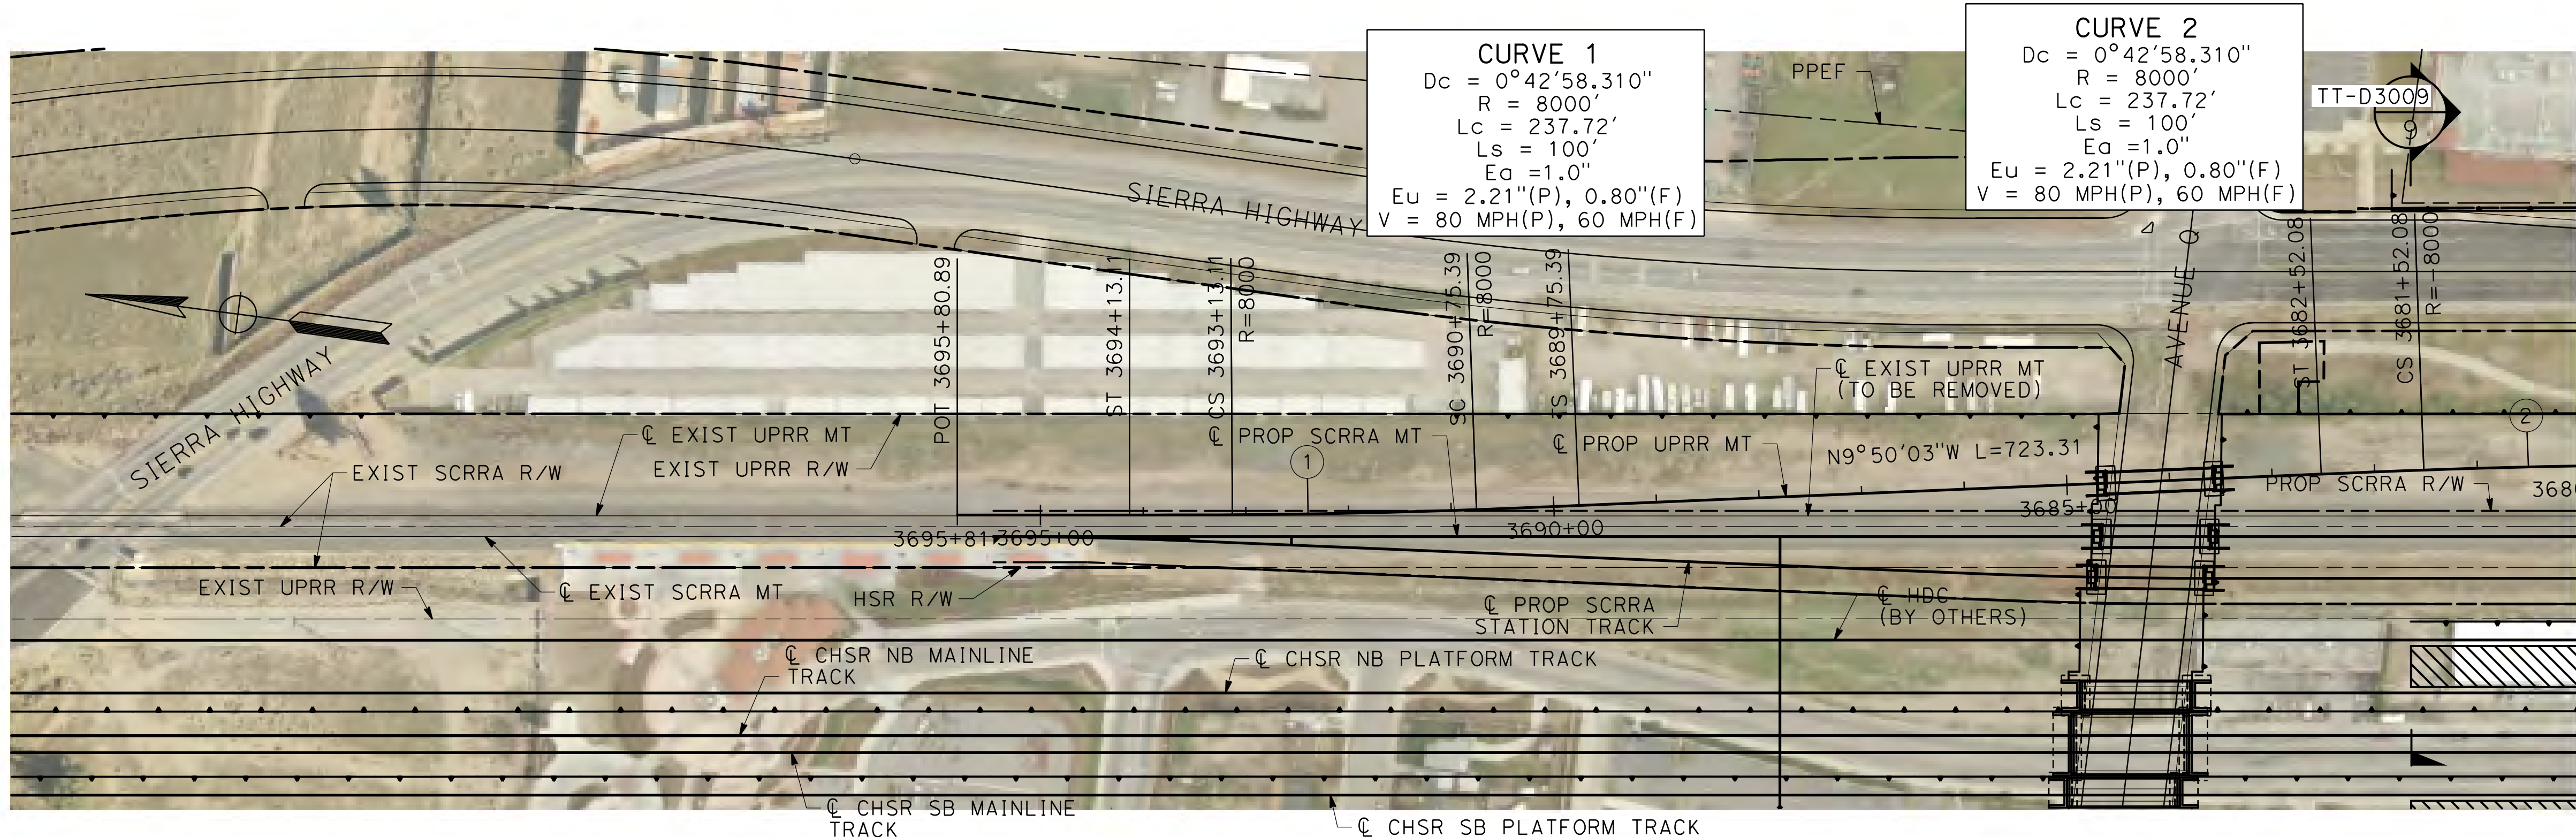 CURVE 1
Dc = 0°42'58.310"
R = 8000'
Lc = 237.72'
Ls = 100'
Ea =1.0"
Eu = 2.21"(P), 0.80"(F)
V = 80 MPH(P), 60 MPH(F)
CURVE 2
Dc = 0°42'58.310"
R = 8000'
Lc = 237.72'
Ls = 100'
Ea =1.0"
Eu = 2.21"(P), 0.80"(F)
V = 80 MPH(P), 60 MPH(F)
PPEF
TT-D3009
9
SIERRA HIGHWAY
SIERRA HIGHWAY
AVENUE Q
POT 3695+80.89
ST 3694+13.11
CS 3693+13.11
R=8000
SC 3690+75.39
R=8000
TS 3689+75.39
ST 3682+52.08
CS 3681+52.08
R=-8000
℄ EXIST UPRR MT
(TO BE REMOVED)
℄ EXIST UPRR MT
EXIST UPRR R/W
EXIST SCRRA R/W
℄ PROP SCRRA MT
1
℄ PROP UPRR MT
N9°50'03"W L=723.31
2
PROP SCRRA R/W
368
3695+81
3695+00
3690+00
3685+00
EXIST UPRR R/W
℄ EXIST SCRRA MT
HSR R/W
℄ PROP SCRRA
STATION TRACK
℄ HDC
(BY OTHERS)
℄ CHSR NB MAINLINE
TRACK
℄ CHSR NB PLATFORM TRACK
℄ CHSR SB MAINLINE
TRACK
℄ CHSR SB PLATFORM TRACK